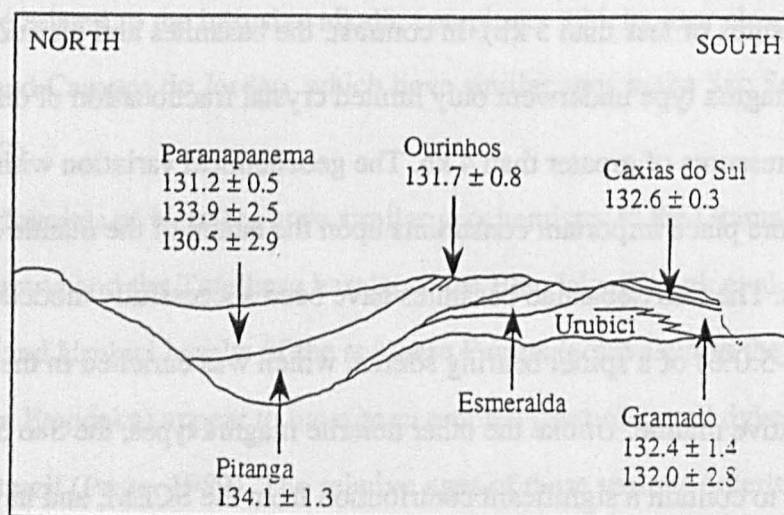 NORTH
SOUTH
Paranapanema
131.2 ± 0.5
133.9 ± 2.5
130.5 ± 2.9
Ourinhos
131.7 ± 0.8
Caxias do Sul
132.6 ± 0.3
Urubici
Esmeralda
Gramado
132.4 ± 1.4
132.0 ± 2.8
Pitanga
134.1 ± 1.3